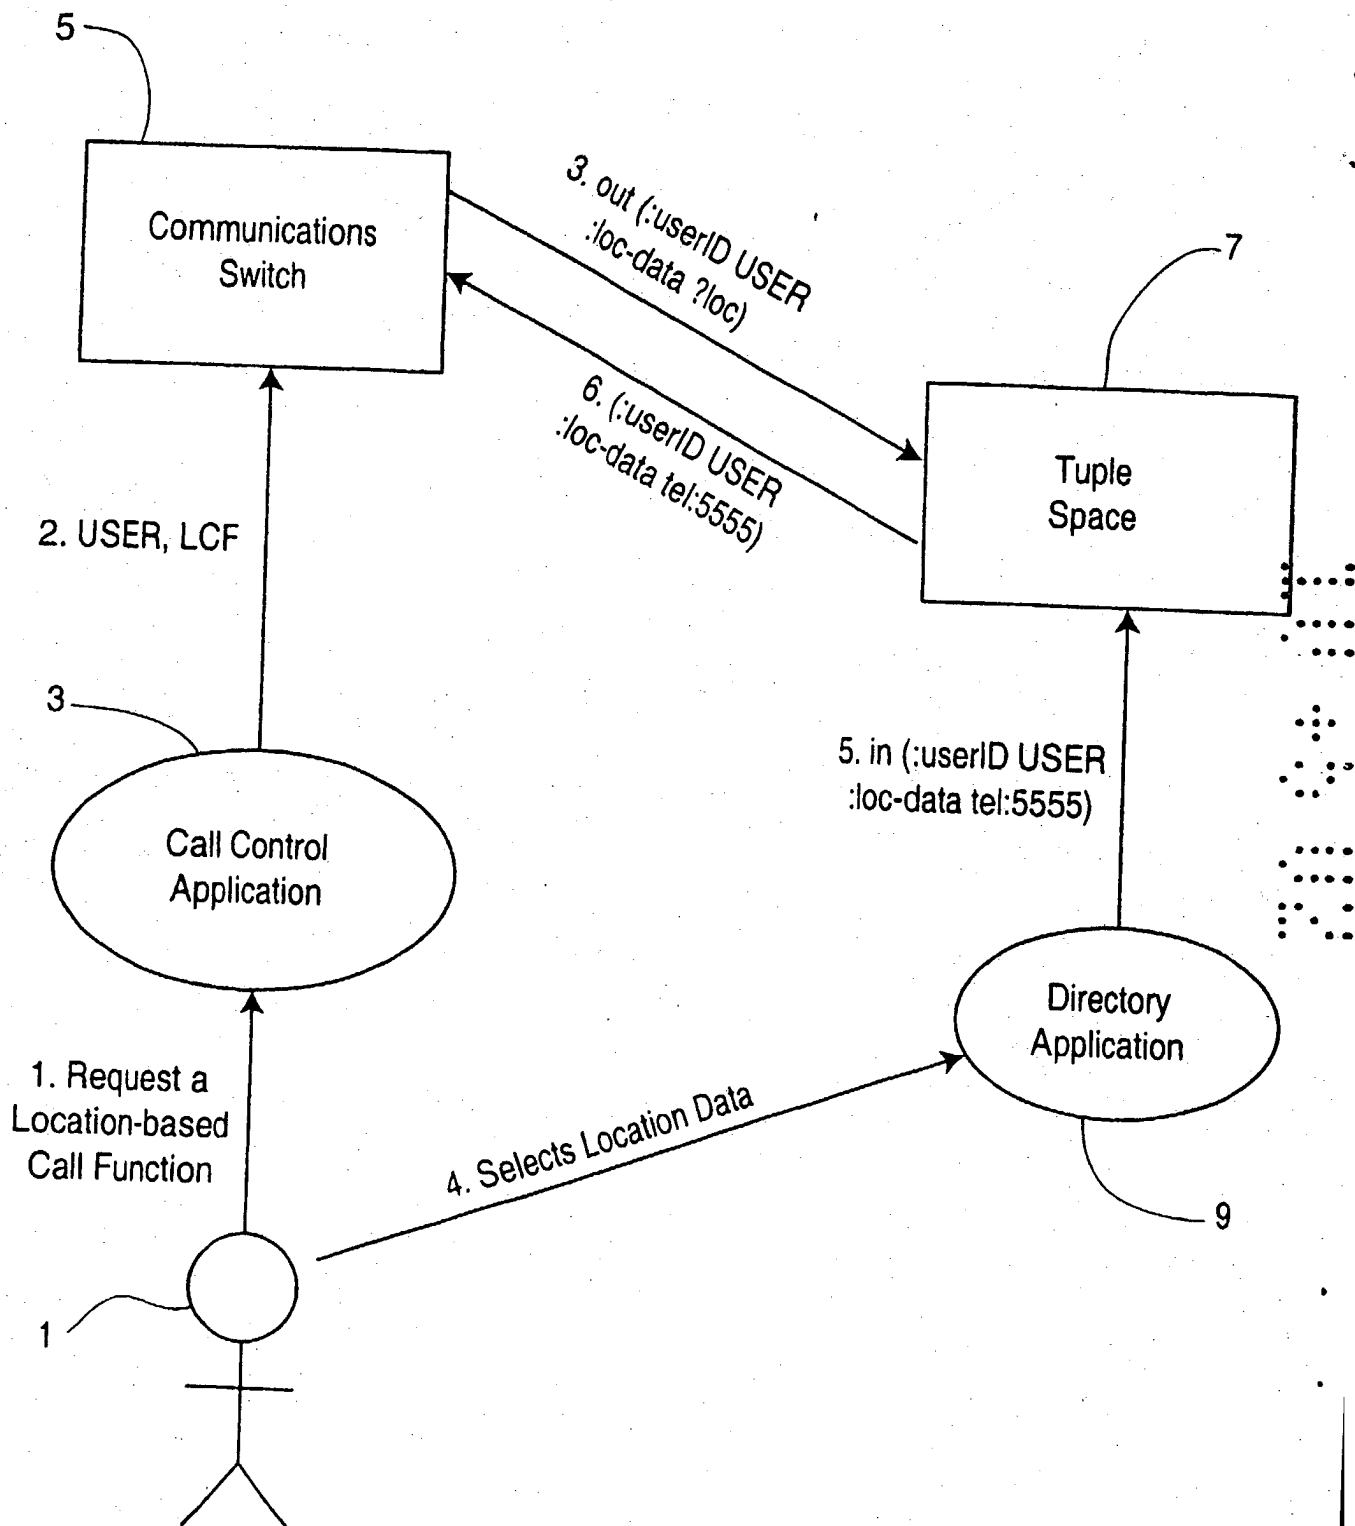 5
Communications
Switch
3. out (:userID USER
:loc-data ?loc)
7
6. (:userID USER
:loc-data tel:5555)
Tuple
Space
2. USER, LCF
3
5. in (:userID USER
:loc-data tel:5555)
Call Control
Application
Directory
Application
1. Request a
Location-based
Call Function
4. Selects Location Data
9
1